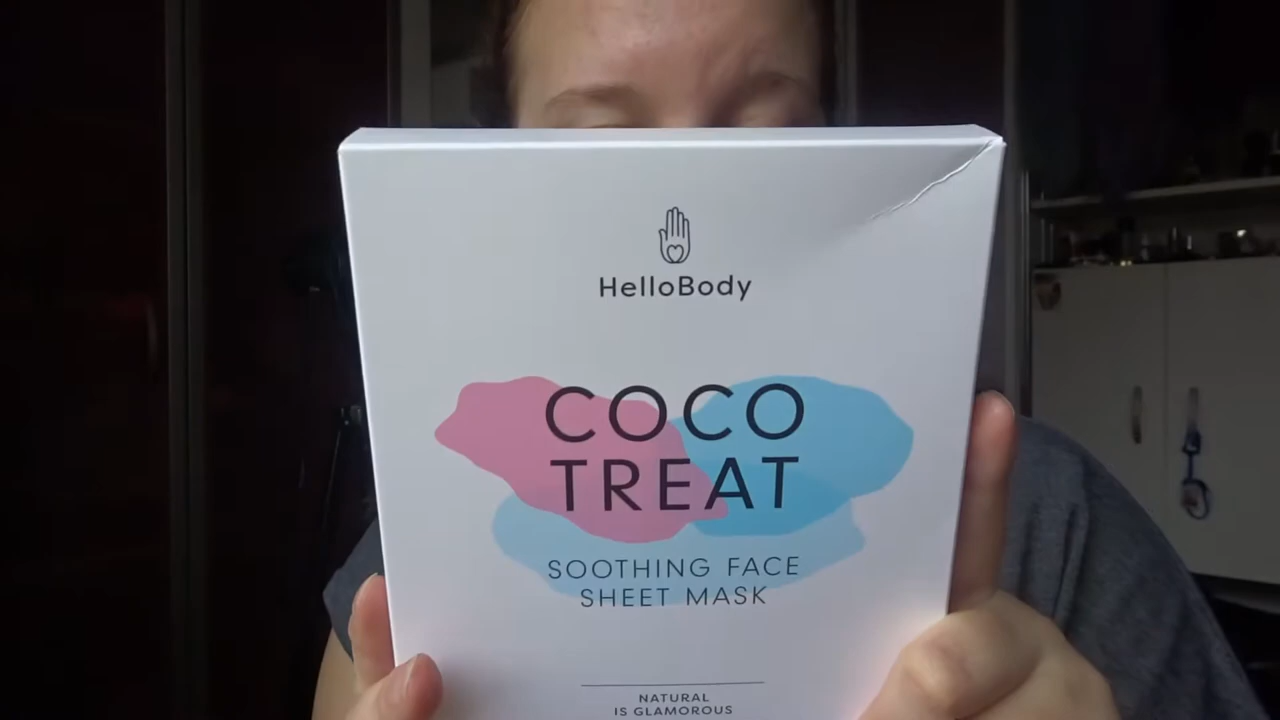 HelloBody
COCO
TREAT
SOOTHING FACE
SHEET MASK
NATURAL
IS GLAMOROUS